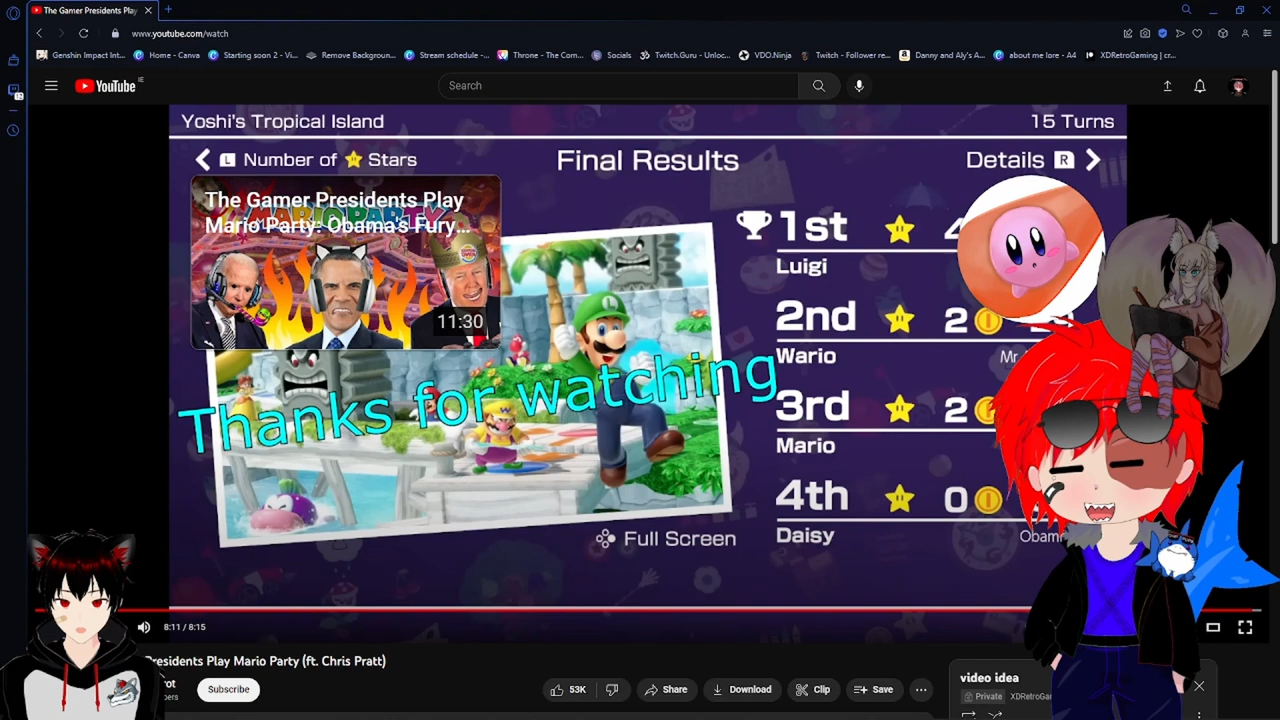 The Gamer Presidents Play
www.youtube.com/watch
Genshin Impact Int...
Home - Canva
Starting soon 2 - Vi...
Remove Backgroun...
Stream schedule -...
Throne - The Com...
Socials
Twitch.Guru - Unloc...
VDO.Ninja
Twitch - Follower re...
Danny and Aly's A...
about me lore - A4
XDRetroGaming | cr...
YouTube IE
Search
Yoshi's Tropical Island
15 Turns
L Number of Stars
Final Results
Details R
The Gamer Presidents Play
Mario Party: Obama's Fury...
11:30
1st
Luigi
2nd 2
Wario
3rd 2
Mario
4th 0
Daisy
Thanks for watching
Full Screen
8:11 / 8:15
Presidents Play Mario Party (ft. Chris Pratt)
Subscribe
53K
Share
Download
Clip
Save
video idea
Private